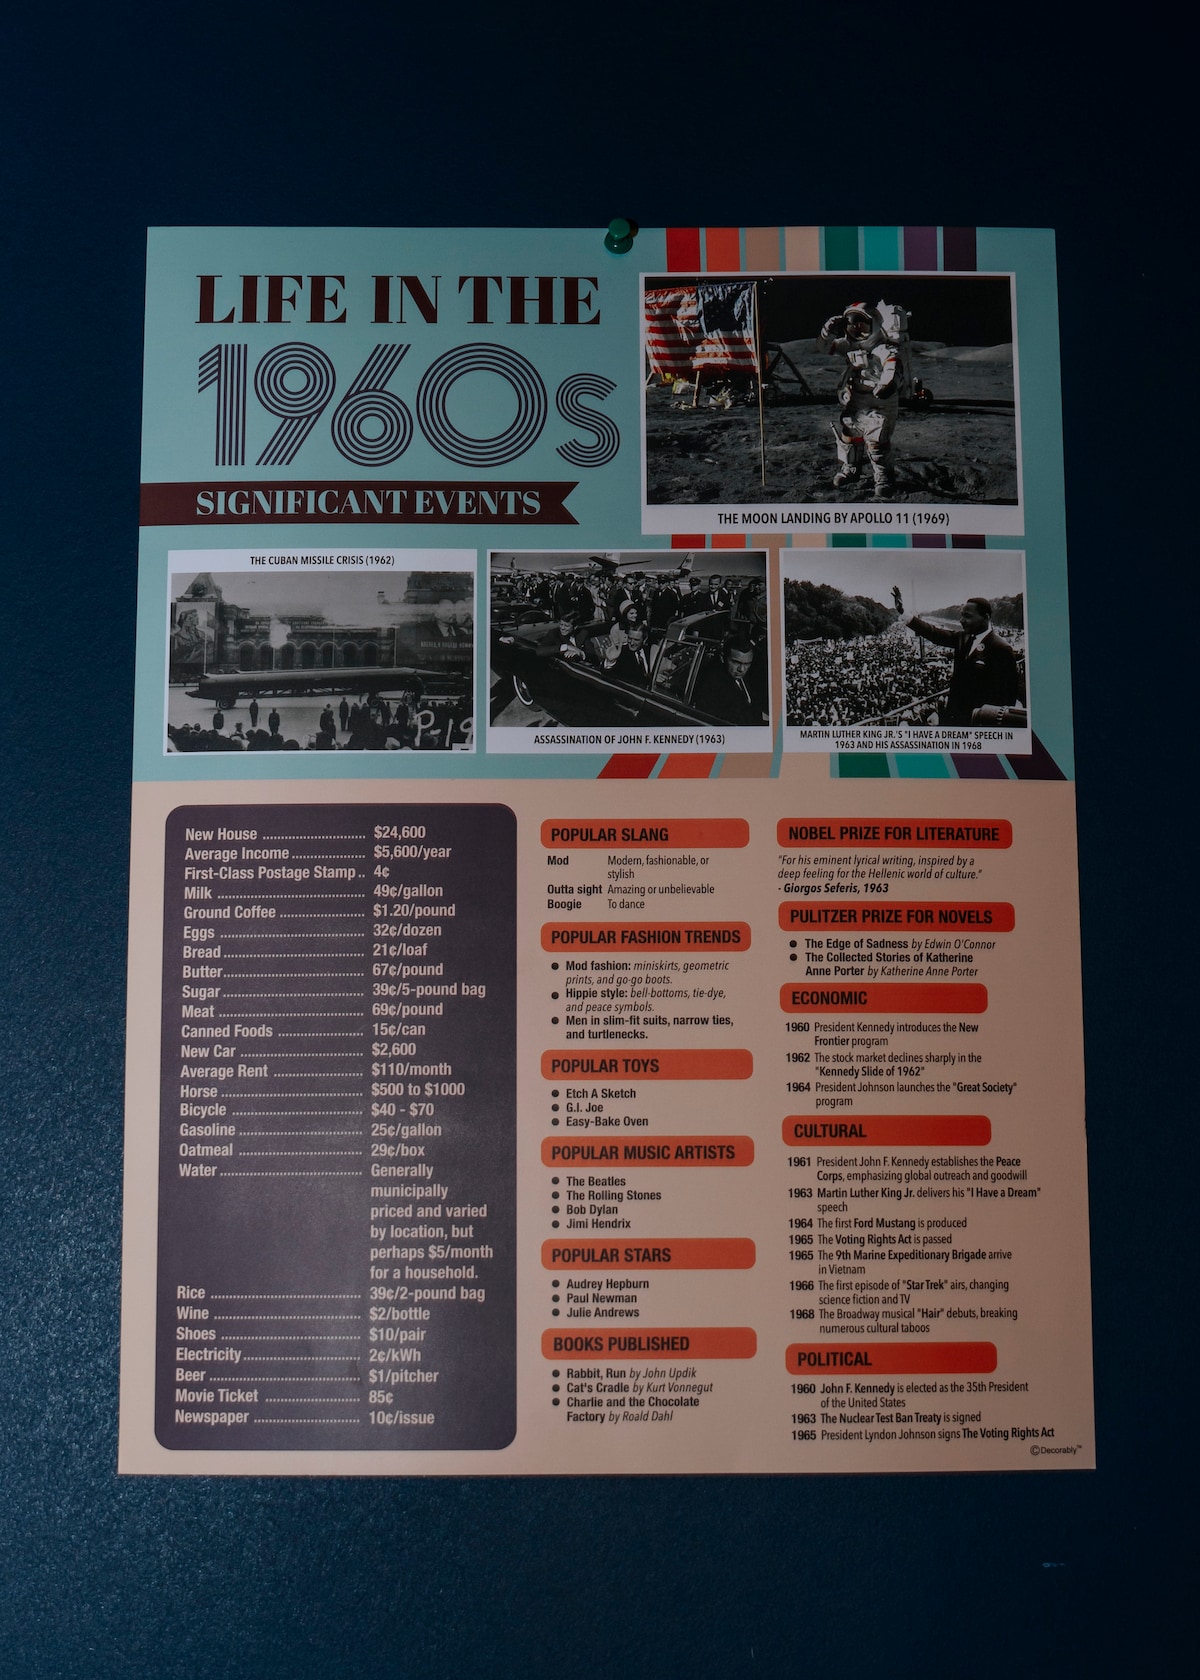 LIFE IN THE
1960s
SIGNIFICANT EVENTS
THE MOON LANDING BY APOLLO 11 (1969)
THE CUBAN MISSILE CRISIS (1962)
ASSASSINATION OF JOHN F. KENNEDY (1963)
MARTIN LUTHER KING JR.'S "I HAVE A DREAM" SPEECH IN
1963 AND HIS ASSASSINATION IN 1968
New House ............................ $24,600
Average Income .................... $5,600/year
First-Class Postage Stamp .. 4¢
Milk ......................................... 49¢/gallon
Ground Coffee ....................... $1.20/pound
Eggs ........................................ 32¢/dozen
Bread ....................................... 21¢/loaf
Butter....................................... 67¢/pound
Sugar ....................................... 39¢/5-pound bag
Meat ......................................... 69¢/pound
Canned Foods ....................... 15¢/can
New Car .................................. $2,600
Average Rent ........................ $110/month
Horse ....................................... $500 to $1000
Bicycle .................................... $40 - $70
Gasoline .................................. 25¢/gallon
Oatmeal ................................... 29¢/box
Water ....................................... Generally
municipally
priced and varied
by location, but
perhaps $5/month
for a household.
Rice ......................................... 39¢/2-pound bag
Wine ......................................... $2/bottle
Shoes ...................................... $10/pair
Electricity................................ 2¢/kWh
Beer ......................................... $1/pitcher
Movie Ticket .......................... 85¢
Newspaper ............................. 10¢/issue
POPULAR SLANG
Mod Modern, fashionable, or
stylish
Outta sight Amazing or unbelievable
Boogie To dance
POPULAR FASHION TRENDS
● Mod fashion: miniskirts, geometric
prints, and go-go boots.
● Hippie style: bell-bottoms, tie-dye,
and peace symbols.
● Men in slim-fit suits, narrow ties,
and turtlenecks.
POPULAR TOYS
● Etch A Sketch
● G.I. Joe
● Easy-Bake Oven
POPULAR MUSIC ARTISTS
● The Beatles
● The Rolling Stones
● Bob Dylan
● Jimi Hendrix
POPULAR STARS
● Audrey Hepburn
● Paul Newman
● Julie Andrews
BOOKS PUBLISHED
● Rabbit, Run by John Updik
● Cat's Cradle by Kurt Vonnegut
● Charlie and the Chocolate
Factory by Roald Dahl
NOBEL PRIZE FOR LITERATURE
"For his eminent lyrical writing, inspired by a
deep feeling for the Hellenic world of culture."
- Giorgos Seferis, 1963
PULITZER PRIZE FOR NOVELS
● The Edge of Sadness by Edwin O'Connor
● The Collected Stories of Katherine
Anne Porter by Katherine Anne Porter
ECONOMIC
1960 President Kennedy introduces the New
Frontier program
1962 The stock market declines sharply in the
"Kennedy Slide of 1962"
1964 President Johnson launches the "Great Society"
program
CULTURAL
1961 President John F. Kennedy establishes the Peace
Corps, emphasizing global outreach and goodwill
1963 Martin Luther King Jr. delivers his "I Have a Dream"
speech
1964 The first Ford Mustang is produced
1965 The Voting Rights Act is passed
1965 The 9th Marine Expeditionary Brigade arrive
in Vietnam
1966 The first episode of "Star Trek" airs, changing
science fiction and TV
1968 The Broadway musical "Hair" debuts, breaking
numerous cultural taboos
POLITICAL
1960 John F. Kennedy is elected as the 35th President
of the United States
1963 The Nuclear Test Ban Treaty is signed
1965 President Lyndon Johnson signs The Voting Rights Act
©Decorably™